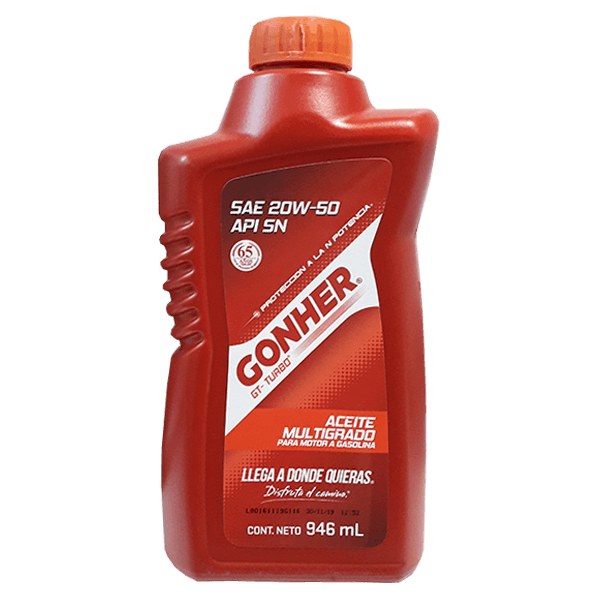 SAE 20W-50
API SN
65
PROTECCION A LA N POTENCIA.
GONHER®
GT-TURBO
ACEITE
MULTIGRADO
PARA MOTOR A GASOLINA
LLEGA A DONDE QUIERAS®
Disfruta el camino.
CONT. NETO 946 mL